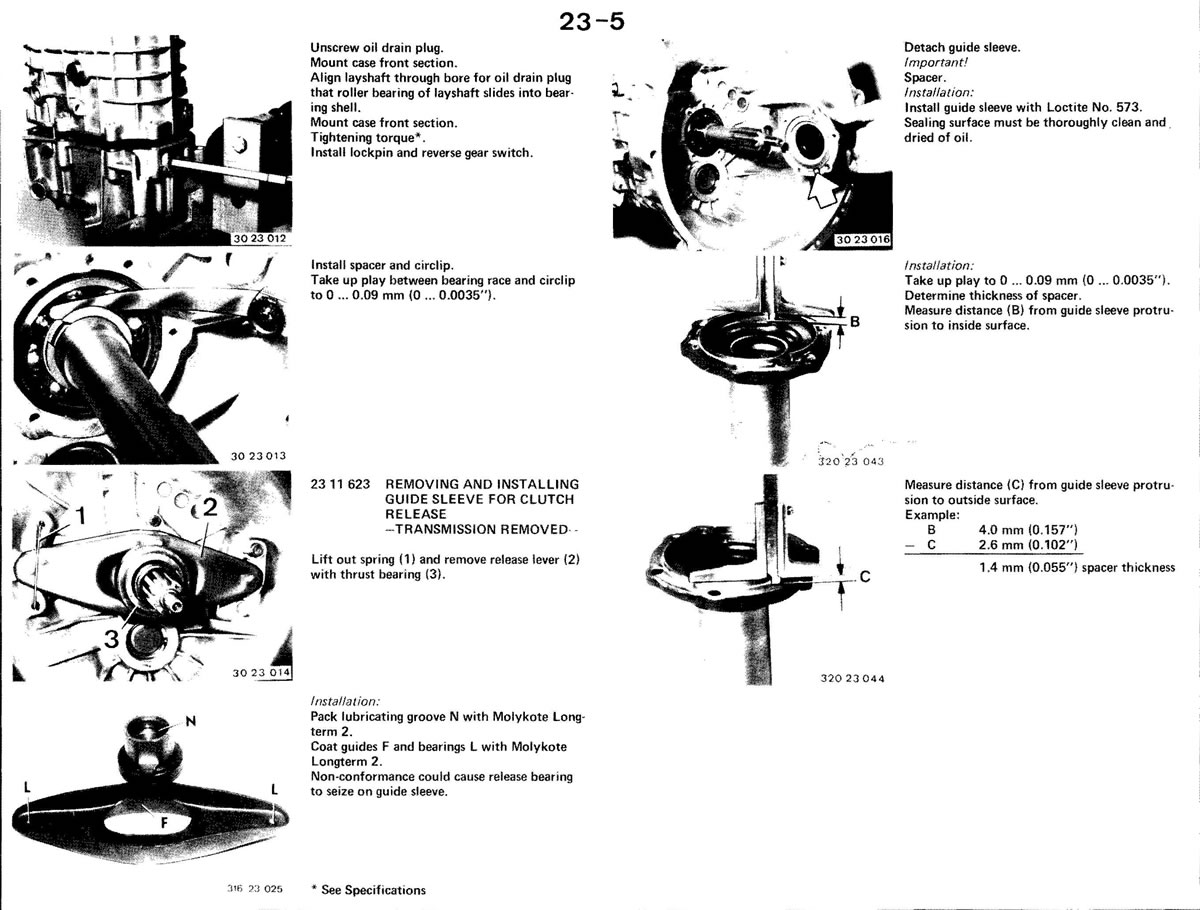 23-5
Unscrew oil drain plug.
Mount case front section.
Align layshaft through bore for oil drain plug
that roller bearing of layshaft slides into bear-
ing shell.
Mount case front section.
Tightening torque*.
Install lockpin and reverse gear switch.
30 23 012
Install spacer and circlip.
Take up play between bearing race and circlip
to 0 ... 0.09 mm (0 ... 0.0035").
30 23 013
23 11 623 REMOVING AND INSTALLING
GUIDE SLEEVE FOR CLUTCH
RELEASE
–TRANSMISSION REMOVED--
Lift out spring (1) and remove release lever (2)
with thrust bearing (3).
1
2
3
30 23 014
Installation:
Pack lubricating groove N with Molykote Long-
term 2.
Coat guides F and bearings L with Molykote
Longterm 2.
Non-conformance could cause release bearing
to seize on guide sleeve.
N
L
L
F
316 23 025
* See Specifications
Detach guide sleeve.
Important!
Spacer.
Installation:
Install guide sleeve with Loctite No. 573.
Sealing surface must be thoroughly clean and
dried of oil.
30 23 016
Installation:
Take up play to 0 ... 0.09 mm (0 ... 0.0035").
Determine thickness of spacer.
Measure distance (B) from guide sleeve protru-
sion to inside surface.
B
320 23 043
Measure distance (C) from guide sleeve protru-
sion to outside surface.
Example:
B 4.0 mm (0.157")
– C 2.6 mm (0.102")
1.4 mm (0.055") spacer thickness
C
320 23 044